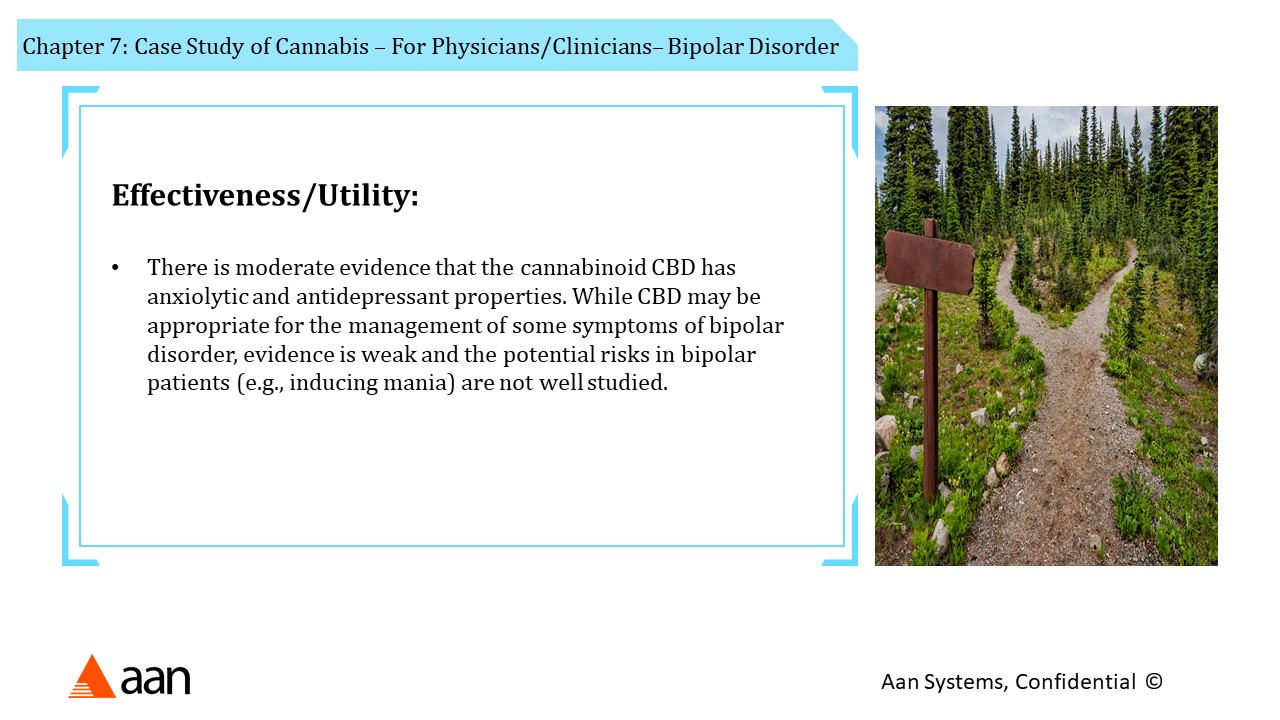 Chapter 7: Case Study of Cannabis – For Physicians/Clinicians– Bipolar Disorder
Effectiveness/Utility:
• There is moderate evidence that the cannabinoid CBD has
anxiolytic and antidepressant properties. While CBD may be
appropriate for the management of some symptoms of bipolar
disorder, evidence is weak and the potential risks in bipolar
patients (e.g., inducing mania) are not well studied.
aan
Aan Systems, Confidential ©